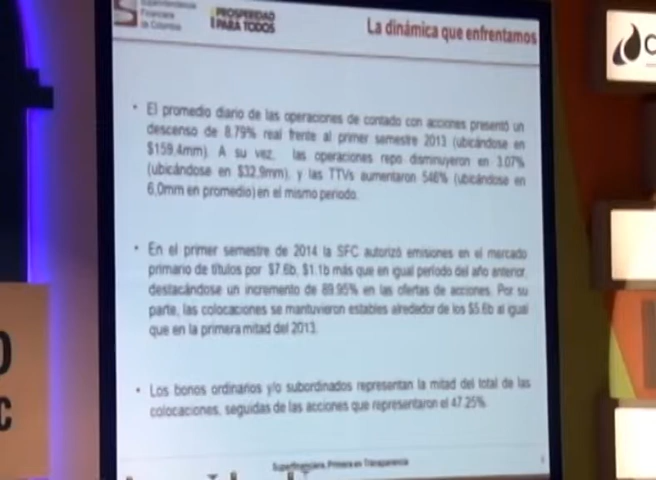 Superintendencia
Financiera
de Colombia
PROSPERIDAD
PARA TODOS
La dinámica que enfrentamos
• El promedio diario de las operaciones de contado con acciones presentó un
descenso de 8.79% real frente al primer semestre 2013 (ubicándose en
$159,4mm). A su vez, las operaciones repo disminuyeron en 3.07%
(ubicándose en $32,9mm), y las TTVs aumentaron 546% (ubicándose en
6,0mm en promedio) en el mismo periodo.
• En el primer semestre de 2014 la SFC autorizó emisiones en el mercado
primario de títulos por $7.6b, $1.1b más que en igual período del año anterior,
destacándose un incremento de 89.95% en las ofertas de acciones. Por su
parte, las colocaciones se mantuvieron estables alrededor de los $5.6b al igual
que en la primera mitad del 2013.
• Los bonos ordinarios y/o subordinados representan la mitad del total de las
colocaciones, seguidas de las acciones que representaron el 47.25%.
Superfinanciera, Primera en Transparencia
C